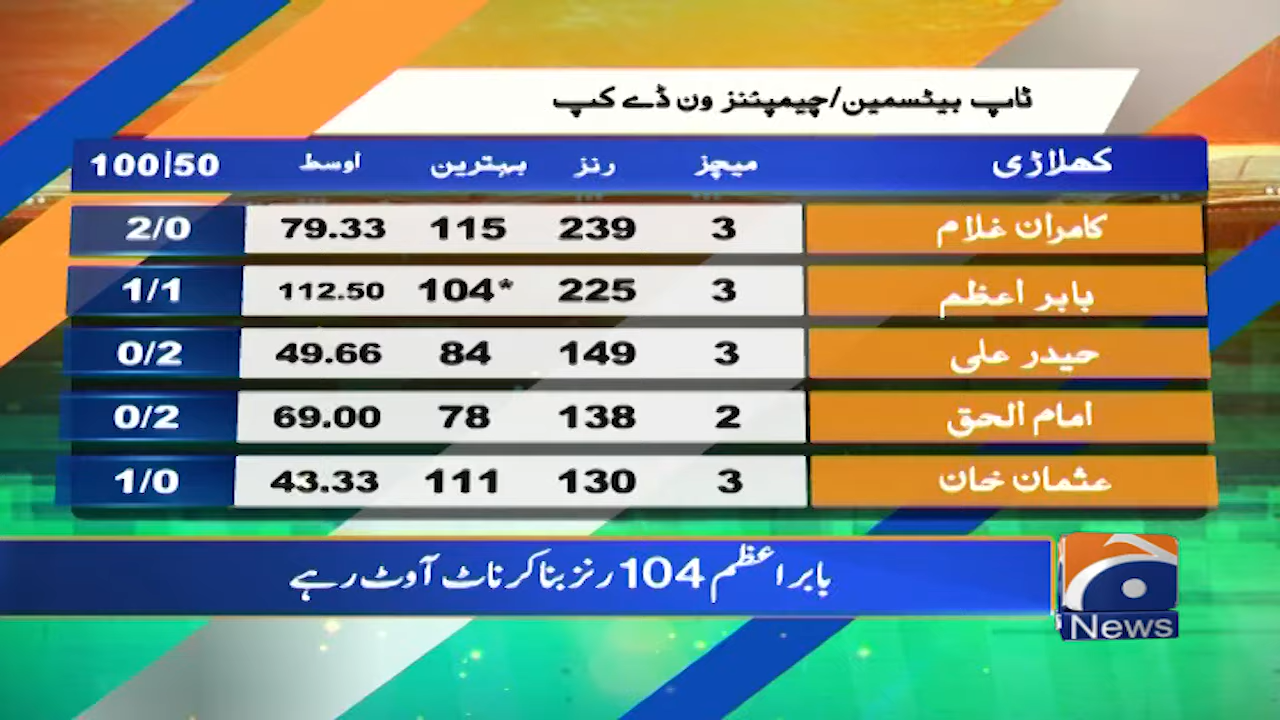 ٹاپ بیٹسمین/چیمپئنز ون ڈے کپ
کھلاڑی میچز رنز بہترین اوسط 100|50
کامران غلام 3 239 115 79.33 2/0
بابر اعظم 3 225 104* 112.50 1/1
حیدر علی 3 149 84 49.66 0/2
امام الحق 2 138 78 69.00 0/2
عثمان خان 3 130 111 43.33 1/0
بابر اعظم 104 رنز بنا کر ناٹ آوٹ رہے
News